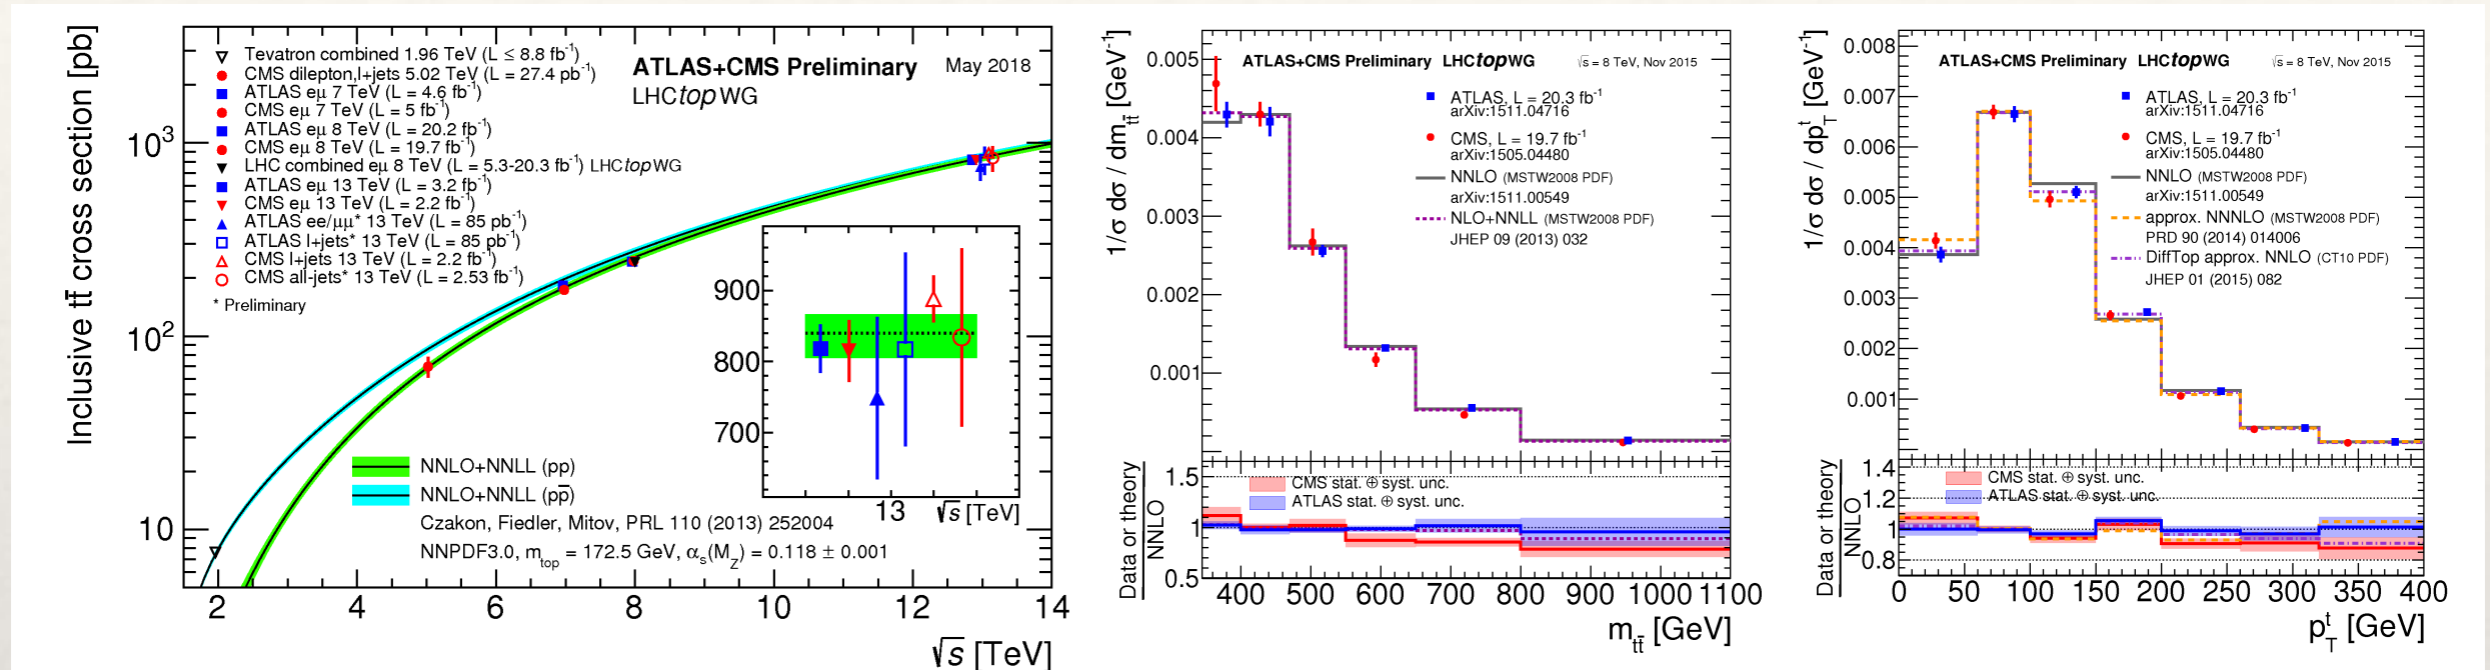 Inclusive tt̄ cross section [pb]
Tevatron combined 1.96 TeV (L ≤ 8.8 fb⁻¹)
CMS dilepton,l+jets 5.02 TeV (L = 27.4 pb⁻¹)
ATLAS eμ 7 TeV (L = 4.6 fb⁻¹)
CMS eμ 7 TeV (L = 5 fb⁻¹)
ATLAS eμ 8 TeV (L = 20.2 fb⁻¹)
CMS eμ 8 TeV (L = 19.7 fb⁻¹)
LHC combined eμ 8 TeV (L = 5.3-20.3 fb⁻¹) LHCtopWG
ATLAS eμ 13 TeV (L = 3.2 fb⁻¹)
CMS eμ 13 TeV (L = 2.2 fb⁻¹)
ATLAS ee/μμ* 13 TeV (L = 85 pb⁻¹)
ATLAS l+jets* 13 TeV (L = 85 pb⁻¹)
CMS l+jets 13 TeV (L = 2.2 fb⁻¹)
CMS all-jets* 13 TeV (L = 2.53 fb⁻¹)
* Preliminary
ATLAS+CMS Preliminary May 2018
LHCtopWG
10³
10²
10
900
800
700
13 √s [TeV]
NNLO+NNLL (pp)
NNLO+NNLL (pp̄)
Czakon, Fiedler, Mitov, PRL 110 (2013) 252004
NNPDF3.0, m_top = 172.5 GeV, α_s(M_Z) = 0.118 ± 0.001
2 4 6 8 10 12 14
√s [TeV]
1/σ dσ / dm_tt̄ [GeV⁻¹]
0.005
0.004
0.003
0.002
0.001
ATLAS+CMS Preliminary LHCtopWG √s = 8 TeV, Nov 2015
ATLAS, L = 20.3 fb⁻¹
arXiv:1511.04716
CMS, L = 19.7 fb⁻¹
arXiv:1505.04480
NNLO (MSTW2008 PDF)
arXiv:1511.00549
NLO+NNLL (MSTW2008 PDF)
JHEP 09 (2013) 032
Data or theory
NNLO
1.5
1
0.5
CMS stat. ⊕ syst. unc.
ATLAS stat. ⊕ syst. unc.
400 500 600 700 800 900 1000 1100
m_tt̄ [GeV]
1/σ dσ / dp_T^t [GeV⁻¹]
0.008
0.007
0.006
0.005
0.004
0.003
0.002
0.001
ATLAS+CMS Preliminary LHCtopWG √s = 8 TeV, Nov 2015
ATLAS, L = 20.3 fb⁻¹
arXiv:1511.04716
CMS, L = 19.7 fb⁻¹
arXiv:1505.04480
NNLO (MSTW2008 PDF)
arXiv:1511.00549
approx. NNNLO (MSTW2008 PDF)
PRD 90 (2014) 014006
DiffTop approx. NNLO (CT10 PDF)
JHEP 01 (2015) 082
Data or theory
NNLO
1.4
1.2
1
0.8
CMS stat. ⊕ syst. unc.
ATLAS stat. ⊕ syst. unc.
0 50 100 150 200 250 300 350 400
p_T^t [GeV]